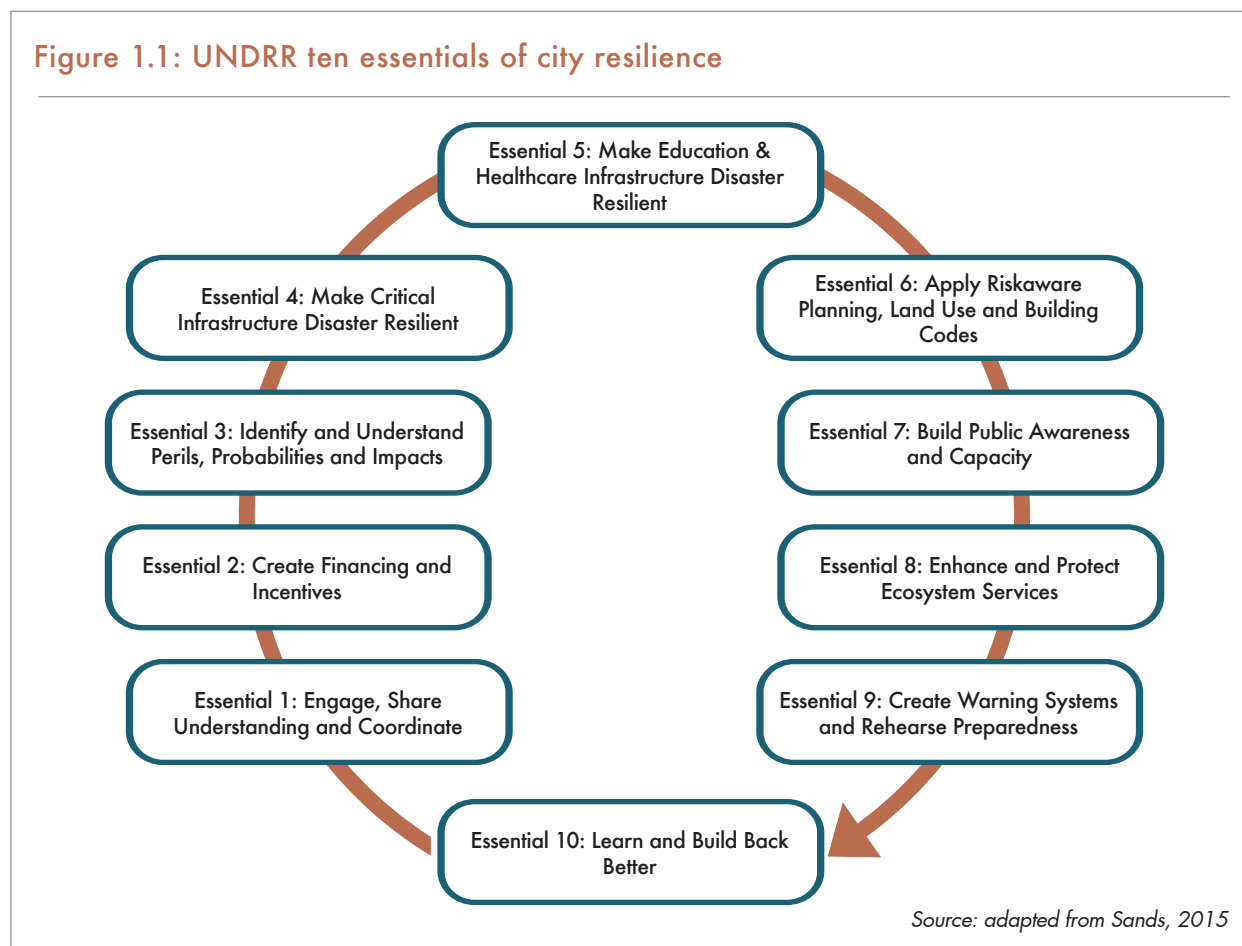 Figure 1.1: UNDRR ten essentials of city resilience
Essential 5: Make Education &
Healthcare Infrastructure Disaster
Resilient
Essential 4: Make Critical
Infrastructure Disaster Resilient
Essential 6: Apply Riskaware
Planning, Land Use and Building
Codes
Essential 3: Identify and Understand
Perils, Probabilities and Impacts
Essential 7: Build Public Awareness
and Capacity
Essential 2: Create Financing and
Incentives
Essential 8: Enhance and Protect
Ecosystem Services
Essential 1: Engage, Share
Understanding and Coordinate
Essential 9: Create Warning Systems
and Rehearse Preparedness
Essential 10: Learn and Build Back
Better
Source: adapted from Sands, 2015